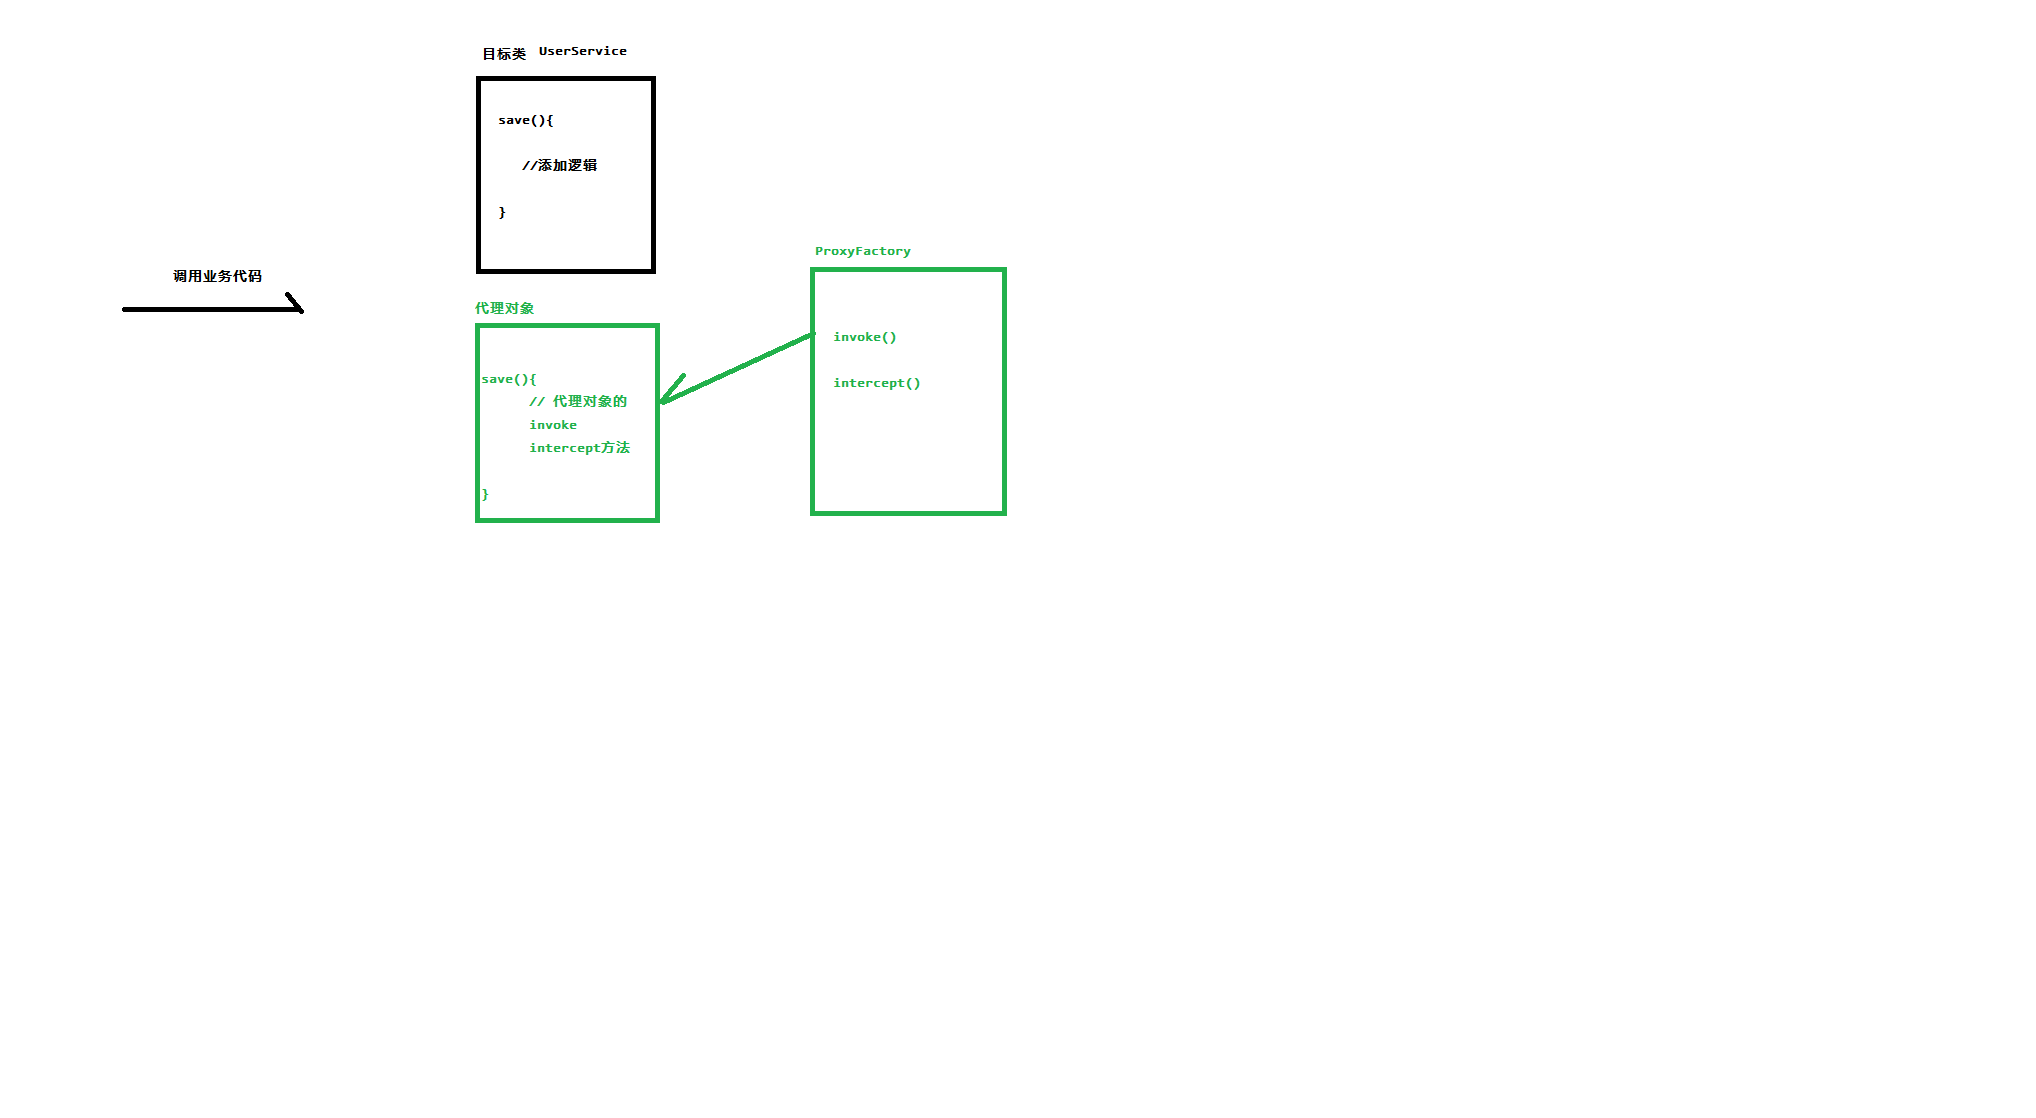 目标类 UserService
save(){
//添加逻辑
}
调用业务代码
代理对象
save(){
// 代理对象的
invoke
intercept方法
}
ProxyFactory
invoke()
intercept()